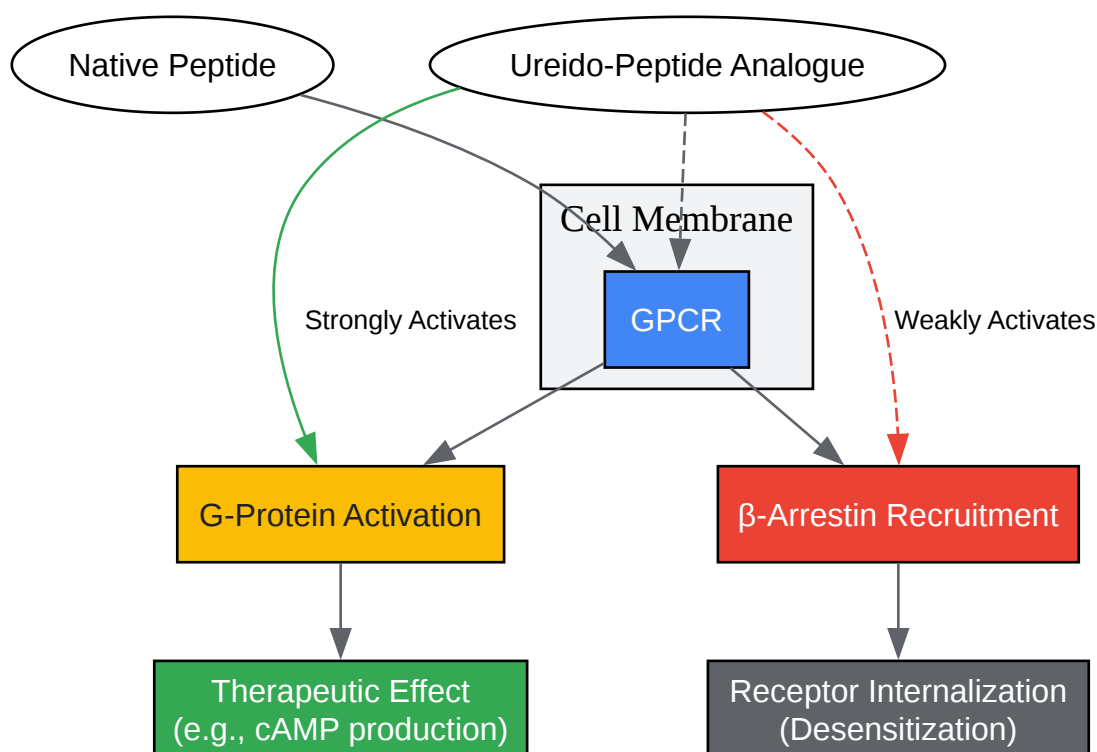 Native Peptide
Ureido-Peptide Analogue
Cell Membrane
GPCR
Strongly Activates
Weakly Activates
G-Protein Activation
β-Arrestin Recruitment
Therapeutic Effect
(e.g., cAMP production)
Receptor Internalization
(Desensitization)